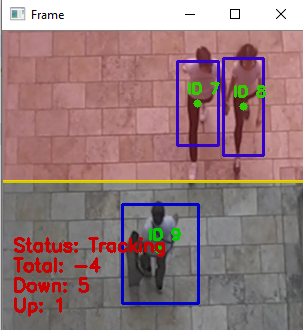 Frame
ID 7
ID 8
ID 9
Status: Tracking
Total: -4
Down: 5
Up: 1